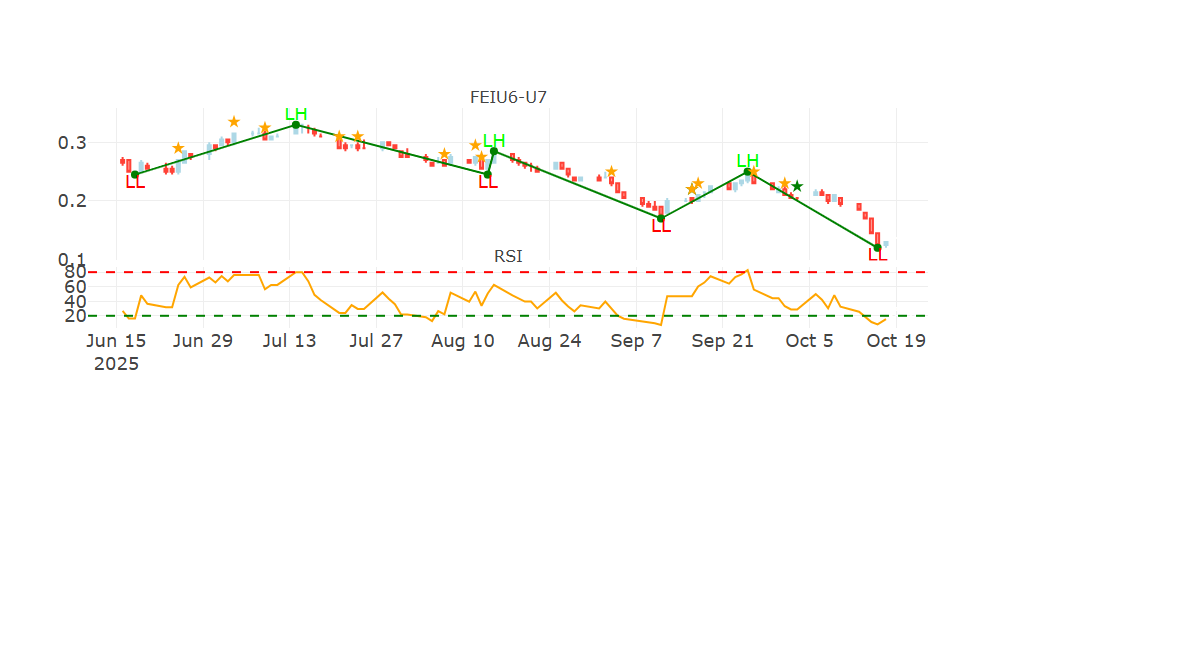 FEIU6-U7
LH
LH
0.3
LH
LL
LL
0.2
LL
LL
0.1
RSI
80
60
40
20
Jun 15 Jun 29 Jul 13 Jul 27 Aug 10 Aug 24 Sep 7 Sep 21 Oct 5 Oct 19
2025